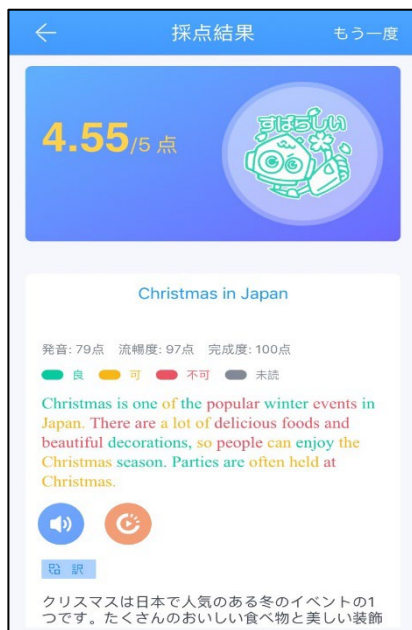 採点結果
もう一度
4.55/5 点
すばらしい
Christmas in Japan
発音: 79点 流暢度: 97点 完成度: 100点
良 可 不可 未読
Christmas is one of the popular winter events in
Japan. There are a lot of delicious foods and
beautiful decorations, so people can enjoy the
Christmas season. Parties are often held at
Christmas.
訳
クリスマスは日本で人気のある冬のイベントの1
つです。たくさんのおいしい食べ物と美しい装飾